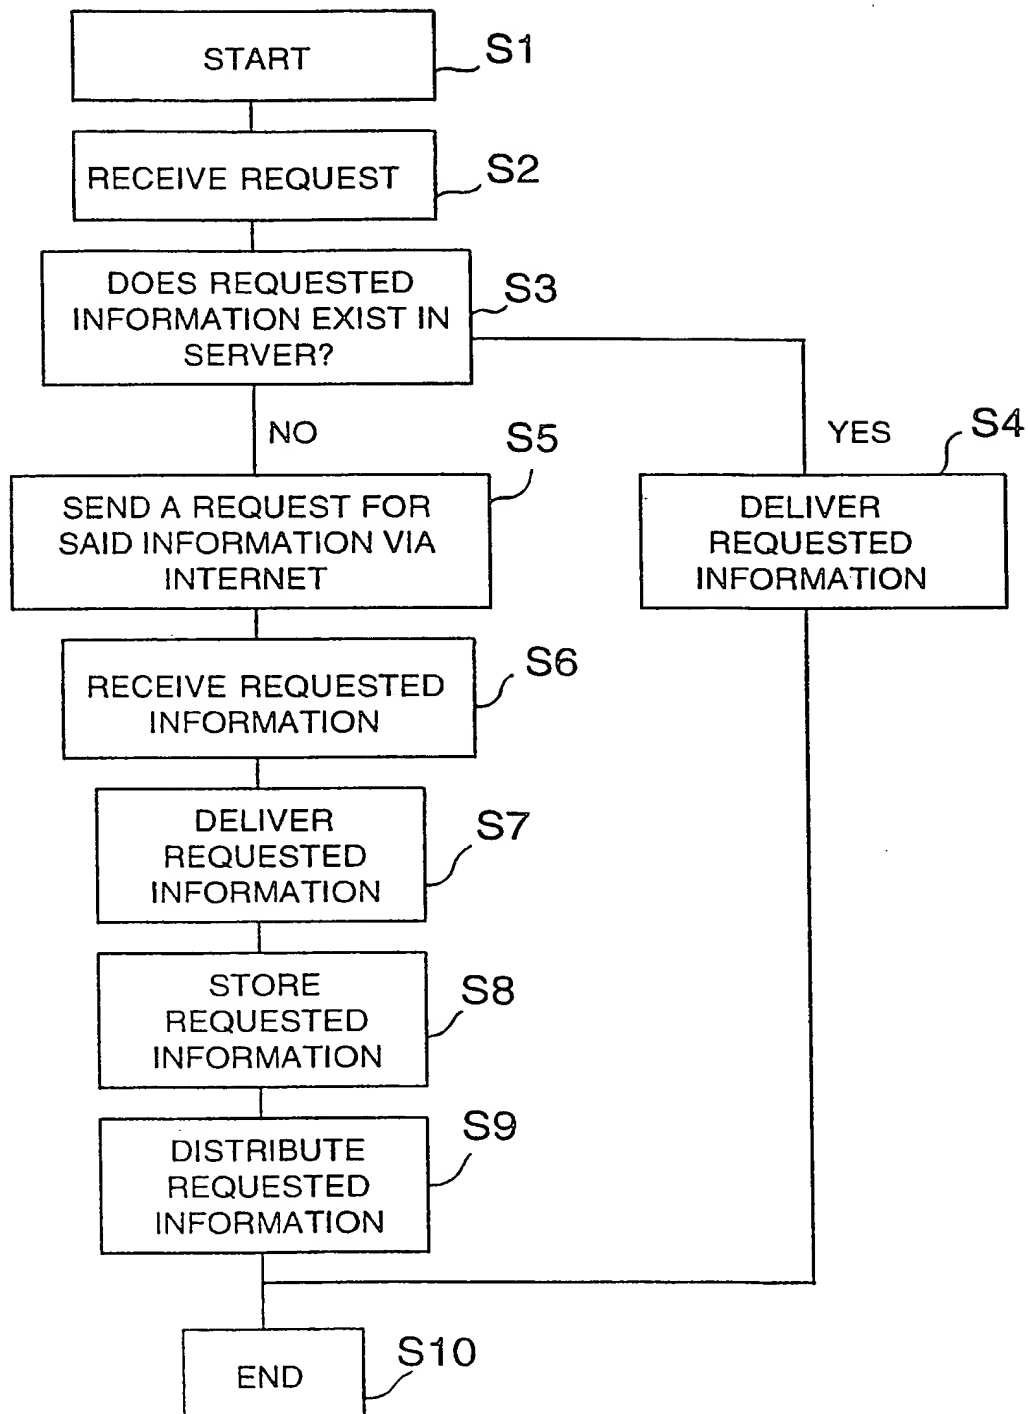 START
S1
RECEIVE REQUEST
S2
DOES REQUESTED
INFORMATION EXIST IN
SERVER?
S3
NO
YES
S4
DELIVER
REQUESTED
INFORMATION
S5
SEND A REQUEST FOR
SAID INFORMATION VIA
INTERNET
S6
RECEIVE REQUESTED
INFORMATION
S7
DELIVER
REQUESTED
INFORMATION
S8
STORE
REQUESTED
INFORMATION
S9
DISTRIBUTE
REQUESTED
INFORMATION
S10
END